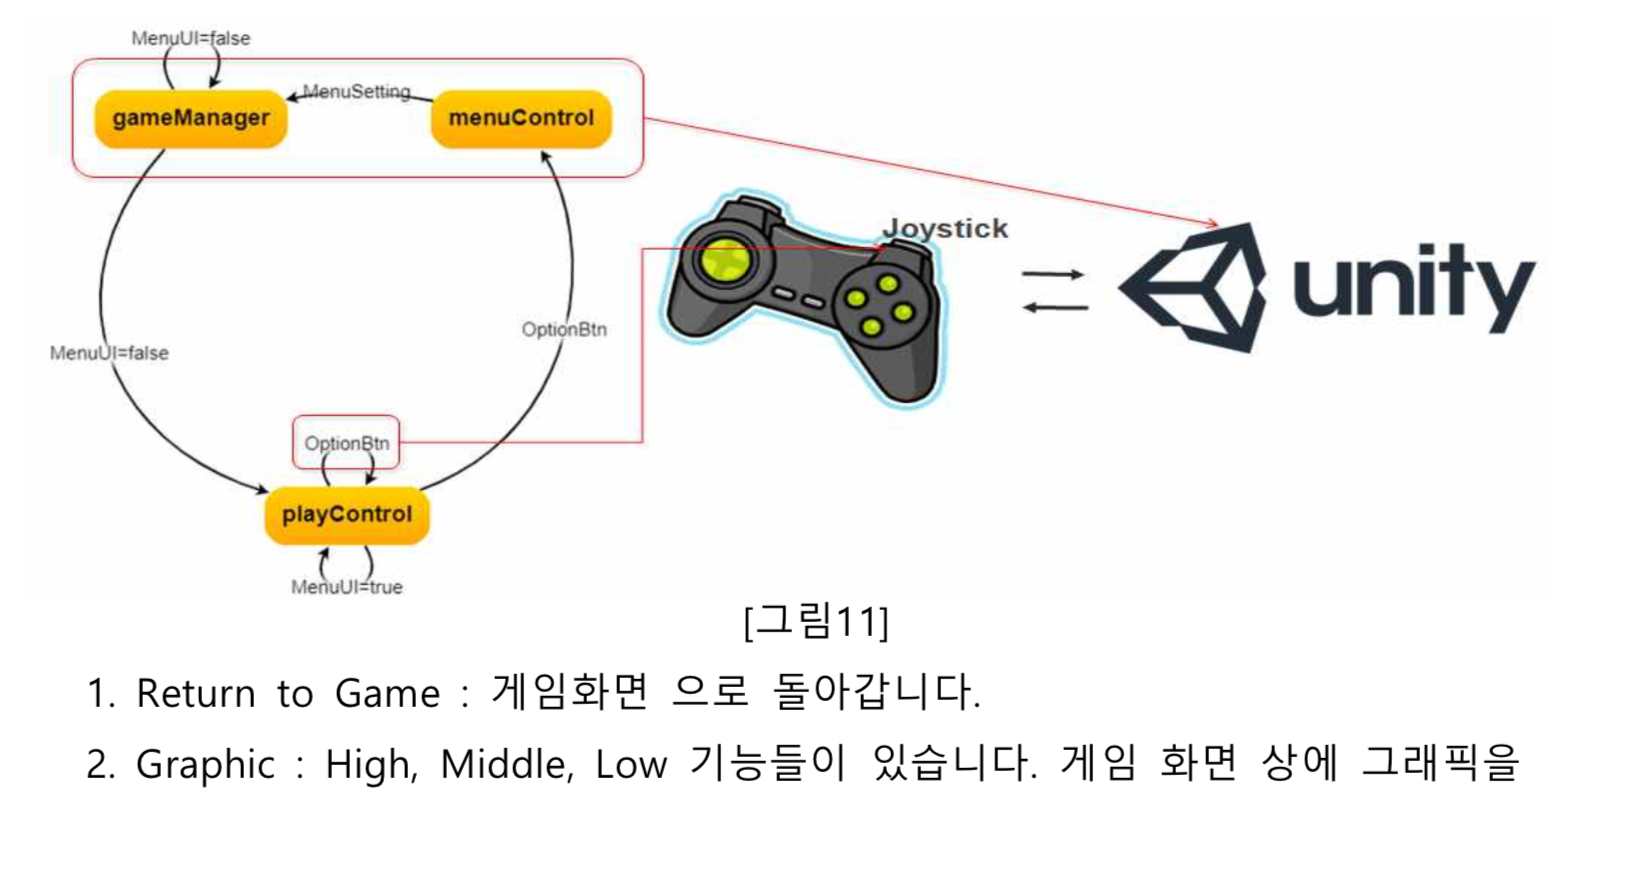 MenuUI=false
gameManager
MenuSetting
menuControl
Joystick
unity
OptionBtn
MenuUI=false
OptionBtn
playControl
MenuUI=true
[그림11]
1. Return to Game : 게임화면 으로 돌아갑니다.
2. Graphic : High, Middle, Low 기능들이 있습니다. 게임 화면 상에 그래픽을